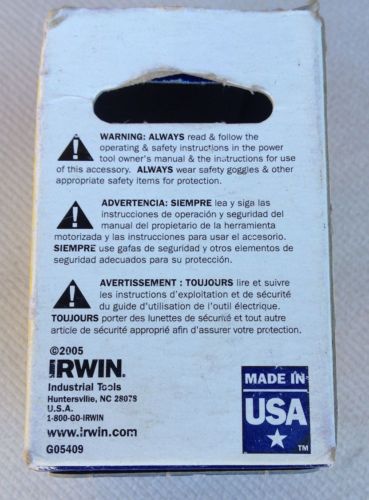 WARNING: ALWAYS read & follow the
operating & safety instructions in the power
tool owner's manual & the instructions for use
of this accessory. ALWAYS wear safety goggles & other
appropriate safety items for protection.
ADVERTENCIA: SIEMPRE lea y siga las
instrucciones de operación y seguridad del
manual del propietario de la herramienta
motorizada y las instrucciones para usar el accesorio.
SIEMPRE use gafas de seguridad y otros elementos de
seguridad adecuados para su protección.
AVERTISSEMENT : TOUJOURS lire et suivre
les instructions d'exploitation et de sécurité
du guide d'utilisation de l'outil électrique.
TOUJOURS porter des lunettes de sécurité et tout autre
article de sécurité approprié afin d'assurer votre protection.
©2005
IRWIN.
Industrial Tools
Huntersville, NC 28078
U.S.A.
1-800-GO-IRWIN
www.irwin.com
G05409
MADE IN
USA
TM